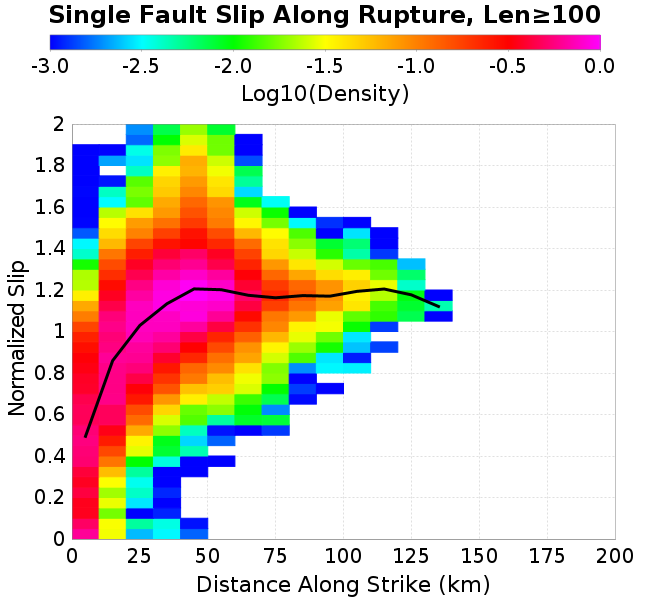 Single Fault Slip Along Rupture, Len≥100
-3.0 -2.5 -2.0 -1.5 -1.0 -0.5 0.0
Log10(Density)
2
1.8
1.6
1.4
1.2
1
0.8
0.6
0.4
0.2
0
Normalized Slip
0 25 50 75 100 125 150 175 200
Distance Along Strike (km)